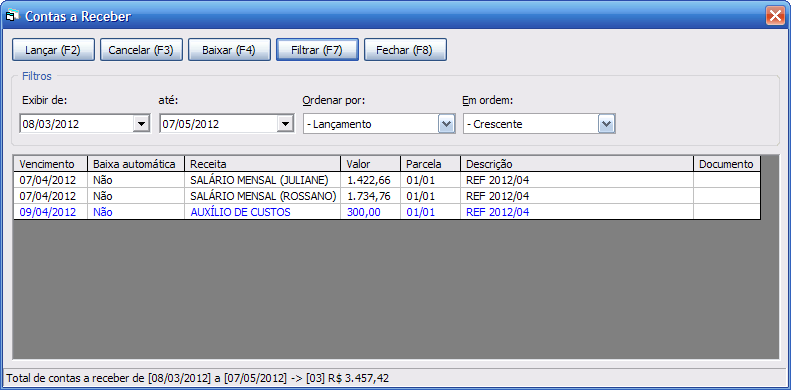 Contas a Receber
Lançar (F2) Cancelar (F3) Baixar (F4) Filtrar (F7) Fechar (F8)
Filtros
Exibir de: até: Ordenar por: Em ordem:
08/03/2012 07/05/2012 - Lançamento - Crescente
Vencimento Baixa automática Receita Valor Parcela Descrição Documento
07/04/2012 Não SALÁRIO MENSAL (JULIANE) 1.422,66 01/01 REF 2012/04
07/04/2012 Não SALÁRIO MENSAL (ROSSANO) 1.734,76 01/01 REF 2012/04
09/04/2012 Não AUXÍLIO DE CUSTOS 300,00 01/01 REF 2012/04
Total de contas a receber de [08/03/2012] a [07/05/2012] -> [03] R$ 3.457,42